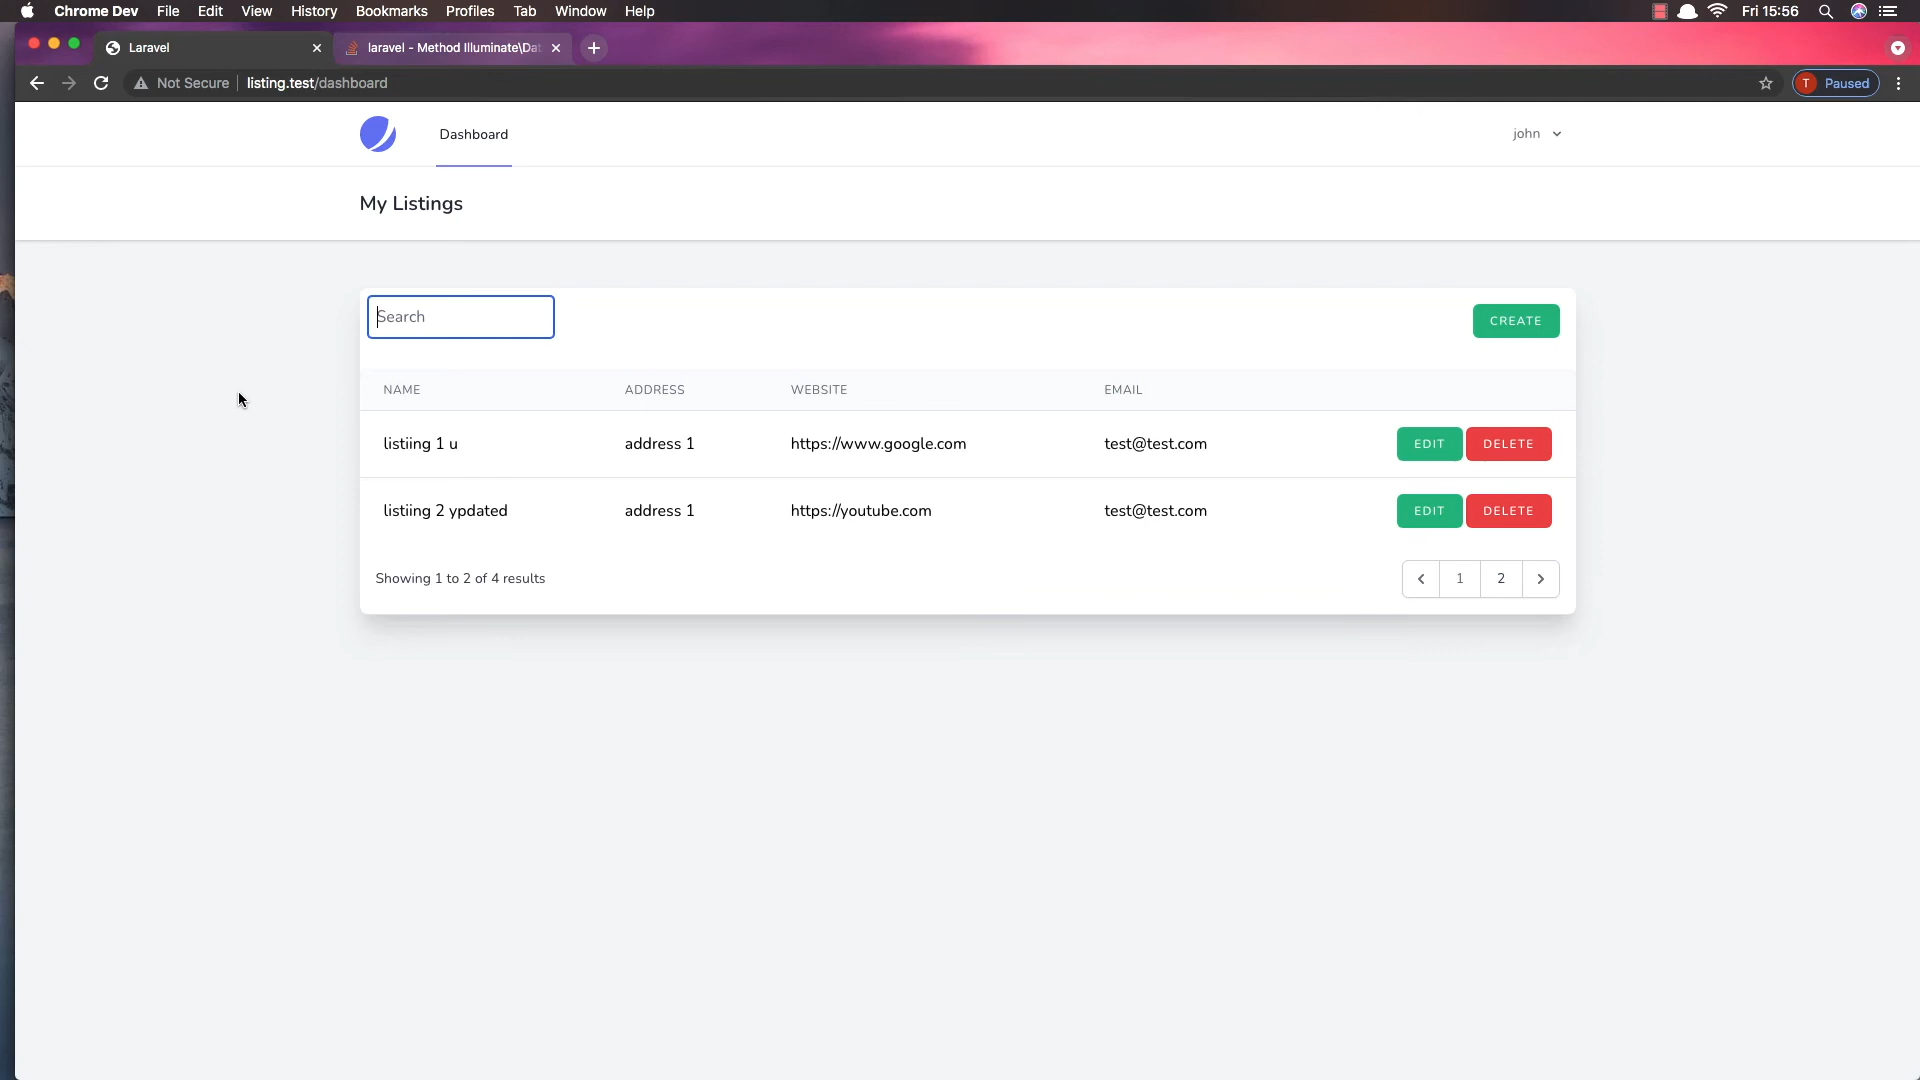 Chrome Dev File Edit View History Bookmarks Profiles Tab Window Help Fri 15:56
Laravel laravel - Method Illuminate\Dat
Not Secure listing.test/dashboard T Paused
Dashboard john
My Listings
Search CREATE
NAME ADDRESS WEBSITE EMAIL
listiing 1 u address 1 https://www.google.com test@test.com EDIT DELETE
listiing 2 ypdated address 1 https://youtube.com test@test.com EDIT DELETE
Showing 1 to 2 of 4 results 1 2